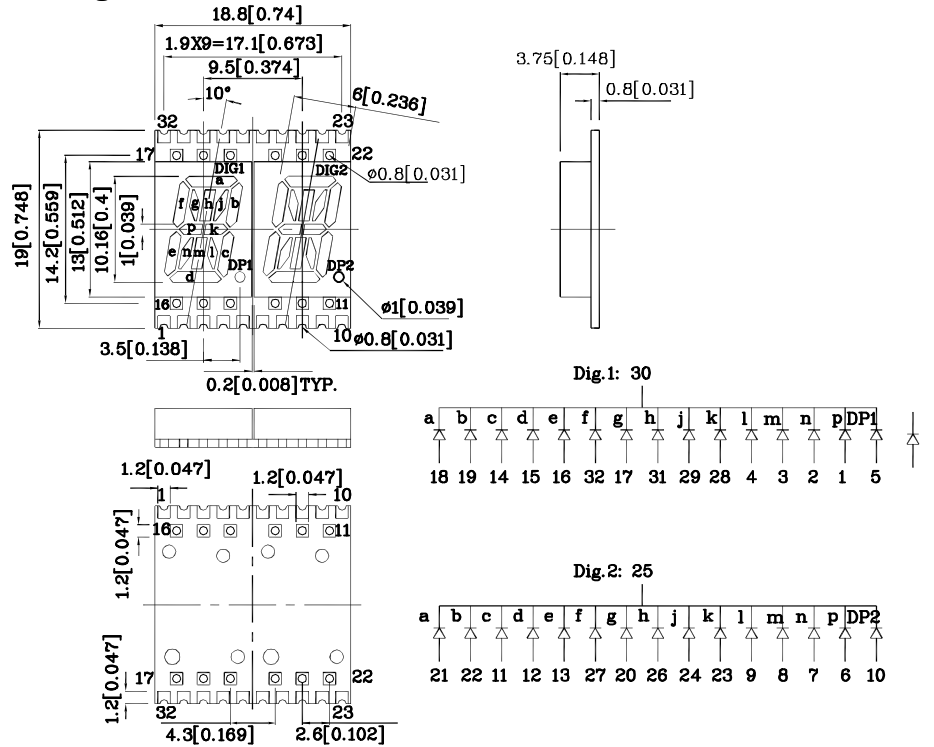 18.8[0.74]
1.9X9=17.1[0.673]
9.5[0.374]
10°
6[0.236]
32
23
17
22
DIG1
DIG2
ø0.8[0.031]
a
f g h j b
p k
e n m l c
d
DP1
DP2
16
11
1
10
ø1[0.039]
ø0.8[0.031]
19[0.748]
14.2[0.559]
13[0.512]
10.16[0.4]
1[0.039]
3.5[0.138]
0.2[0.008]TYP.
3.75[0.148]
0.8[0.031]
Dig.1: 30
a b c d e f g h j k l m n p DP1
18 19 14 15 16 32 17 31 29 28 4 3 2 1 5
1.2[0.047]
1.2[0.047]
1
10
16
11
1.2[0.047]
1.2[0.047]
17
22
32
23
4.3[0.169]
2.6[0.102]
Dig.2: 25
a b c d e f g h j k l m n p DP2
21 22 11 12 13 27 20 26 24 23 9 8 7 6 10